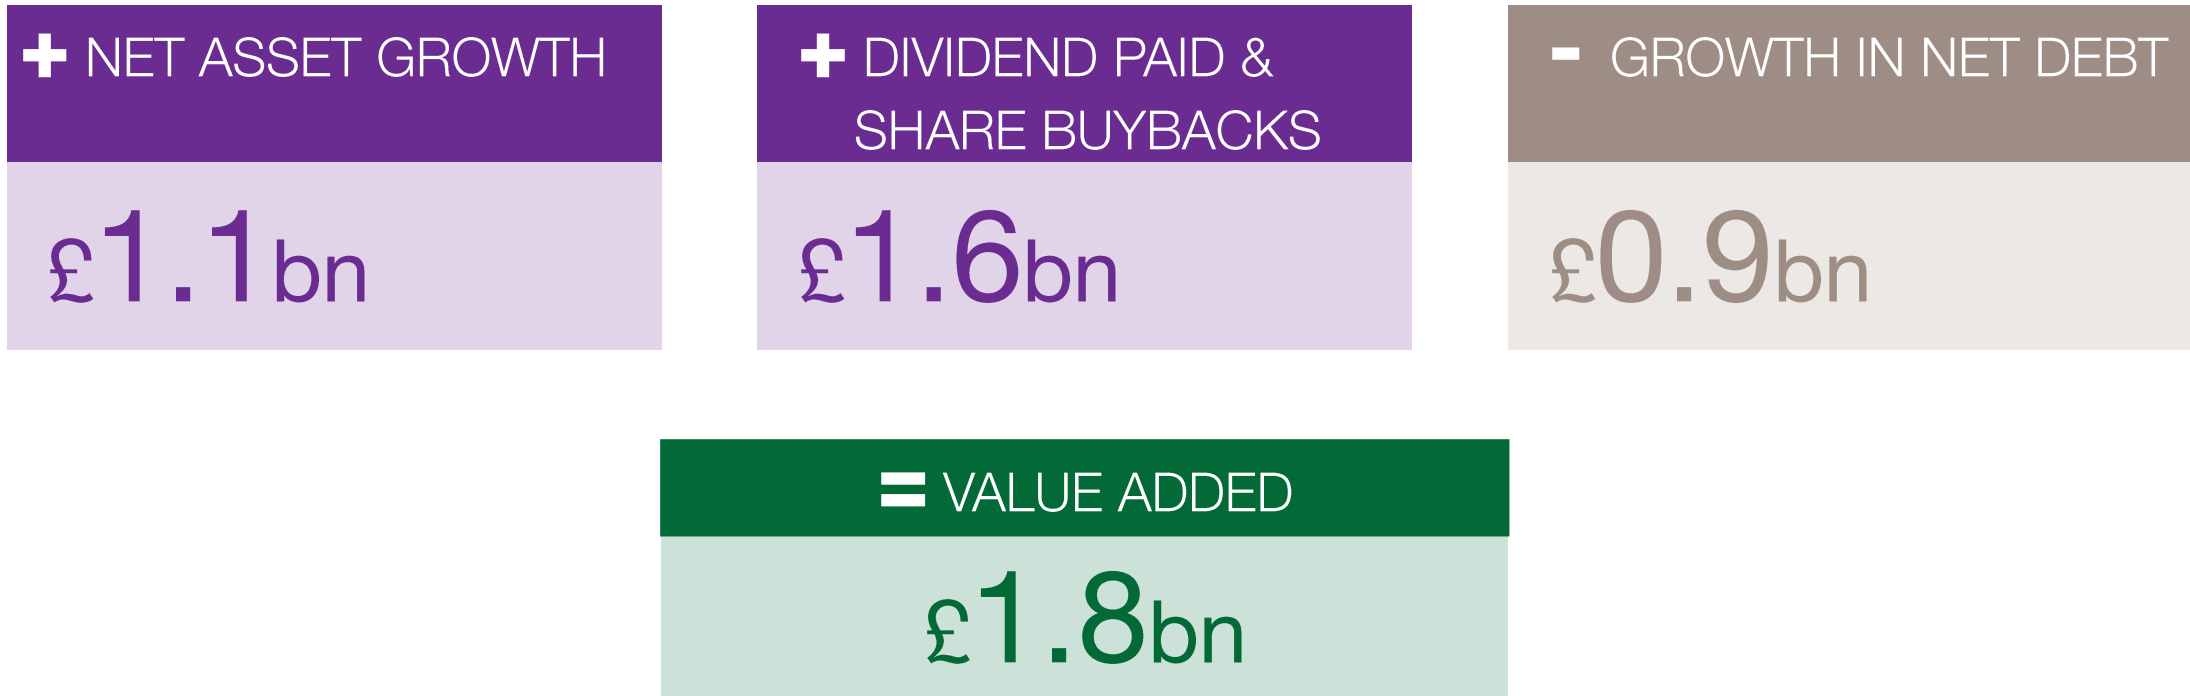 + NET ASSET GROWTH
£1.1bn
+ DIVIDEND PAID &
SHARE BUYBACKS
£1.6bn
- GROWTH IN NET DEBT
£0.9bn
= VALUE ADDED
£1.8bn